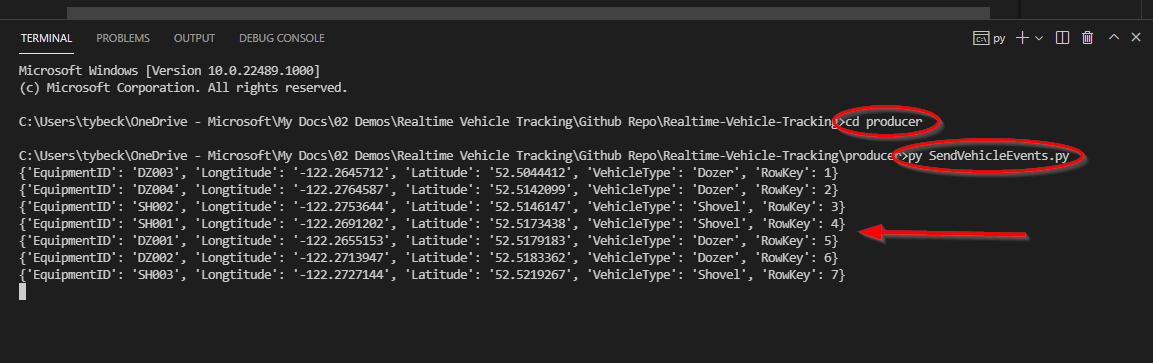 TERMINAL PROBLEMS OUTPUT DEBUG CONSOLE py
Microsoft Windows [Version 10.0.22489.1000]
(c) Microsoft Corporation. All rights reserved.
C:\Users\tybeck\OneDrive - Microsoft\My Docs\02 Demos\Realtime Vehicle Tracking\Github Repo\Realtime-Vehicle-Tracking>cd producer
C:\Users\tybeck\OneDrive - Microsoft\My Docs\02 Demos\Realtime Vehicle Tracking\Github Repo\Realtime-Vehicle-Tracking\producer>py SendVehicleEvents.py
{'EquipmentID': 'DZ003', 'Longtitude': '-122.2645712', 'Latitude': '52.5044412', 'VehicleType': 'Dozer', 'RowKey': 1}
{'EquipmentID': 'DZ004', 'Longtitude': '-122.2764587', 'Latitude': '52.5142099', 'VehicleType': 'Dozer', 'RowKey': 2}
{'EquipmentID': 'SH002', 'Longtitude': '-122.2753644', 'Latitude': '52.5146147', 'VehicleType': 'Shovel', 'RowKey': 3}
{'EquipmentID': 'SH001', 'Longtitude': '-122.2691202', 'Latitude': '52.5173438', 'VehicleType': 'Shovel', 'RowKey': 4}
{'EquipmentID': 'DZ001', 'Longtitude': '-122.2655153', 'Latitude': '52.5179183', 'VehicleType': 'Dozer', 'RowKey': 5}
{'EquipmentID': 'DZ002', 'Longtitude': '-122.2713947', 'Latitude': '52.5183362', 'VehicleType': 'Dozer', 'RowKey': 6}
{'EquipmentID': 'SH003', 'Longtitude': '-122.2727144', 'Latitude': '52.5219267', 'VehicleType': 'Shovel', 'RowKey': 7}